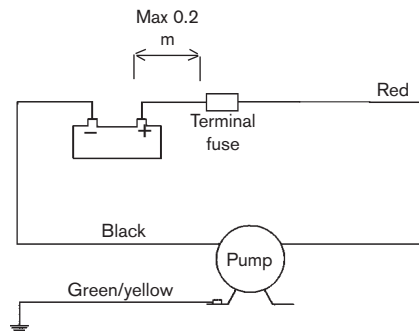 Max 0.2
m
Red
− +
Terminal
fuse
Black
Pump
Green/yellow